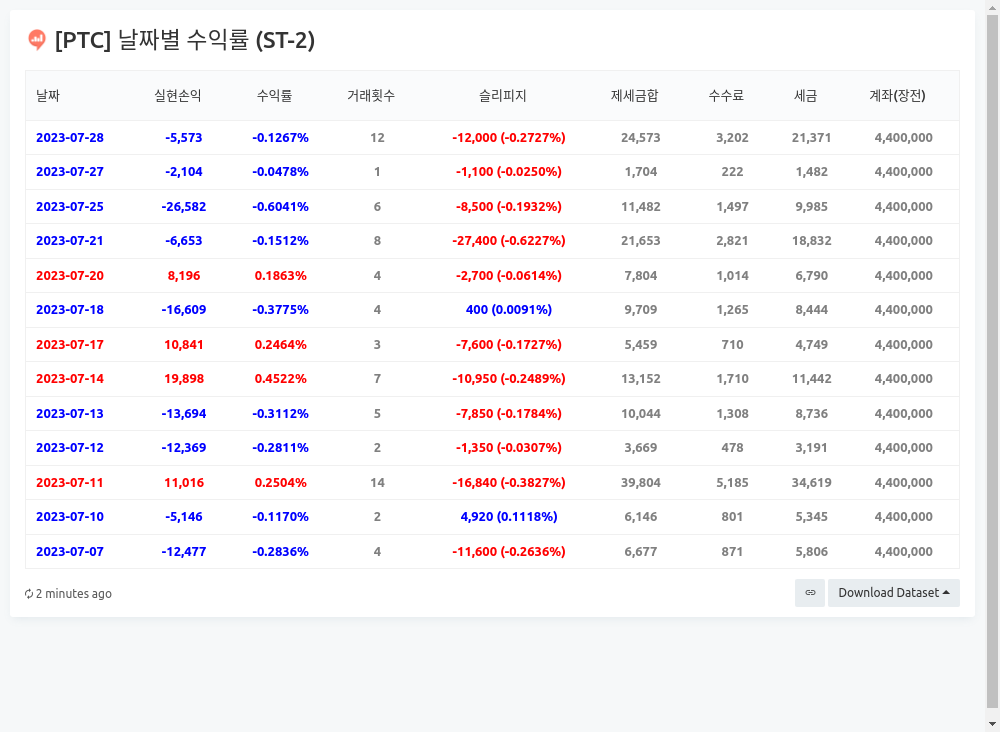 [PTC] 날짜별 수익률 (ST-2)
날짜 실현손익 수익률 거래횟수 슬리피지 제세금합 수수료 세금 계좌(장전)
2023-07-28 -5,573 -0.1267% 12 -12,000 (-0.2727%) 24,573 3,202 21,371 4,400,000
2023-07-27 -2,104 -0.0478% 1 -1,100 (-0.0250%) 1,704 222 1,482 4,400,000
2023-07-25 -26,582 -0.6041% 6 -8,500 (-0.1932%) 11,482 1,497 9,985 4,400,000
2023-07-21 -6,653 -0.1512% 8 -27,400 (-0.6227%) 21,653 2,821 18,832 4,400,000
2023-07-20 8,196 0.1863% 4 -2,700 (-0.0614%) 7,804 1,014 6,790 4,400,000
2023-07-18 -16,609 -0.3775% 4 400 (0.0091%) 9,709 1,265 8,444 4,400,000
2023-07-17 10,841 0.2464% 3 -7,600 (-0.1727%) 5,459 710 4,749 4,400,000
2023-07-14 19,898 0.4522% 7 -10,950 (-0.2489%) 13,152 1,710 11,442 4,400,000
2023-07-13 -13,694 -0.3112% 5 -7,850 (-0.1784%) 10,044 1,308 8,736 4,400,000
2023-07-12 -12,369 -0.2811% 2 -1,350 (-0.0307%) 3,669 478 3,191 4,400,000
2023-07-11 11,016 0.2504% 14 -16,840 (-0.3827%) 39,804 5,185 34,619 4,400,000
2023-07-10 -5,146 -0.1170% 2 4,920 (0.1118%) 6,146 801 5,345 4,400,000
2023-07-07 -12,477 -0.2836% 4 -11,600 (-0.2636%) 6,677 871 5,806 4,400,000
2 minutes ago Download Dataset